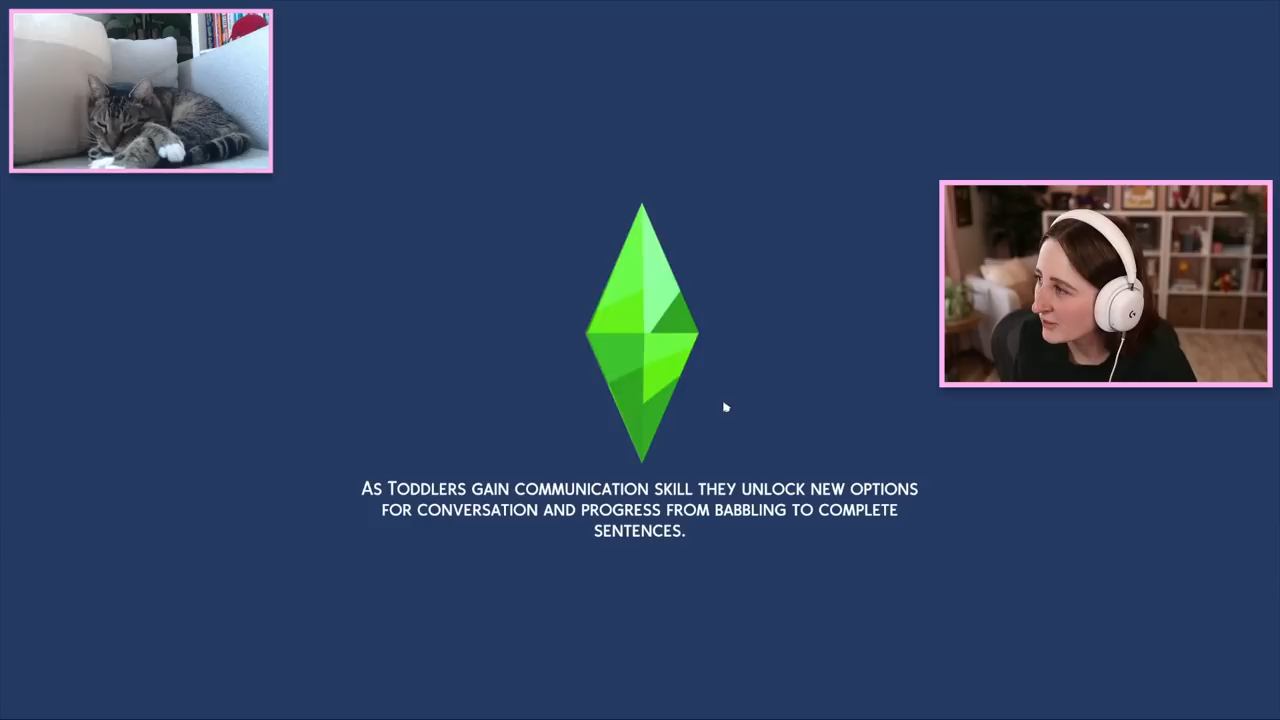 As Toddlers gain communication skill they unlock new options
for conversation and progress from babbling to complete
sentences.